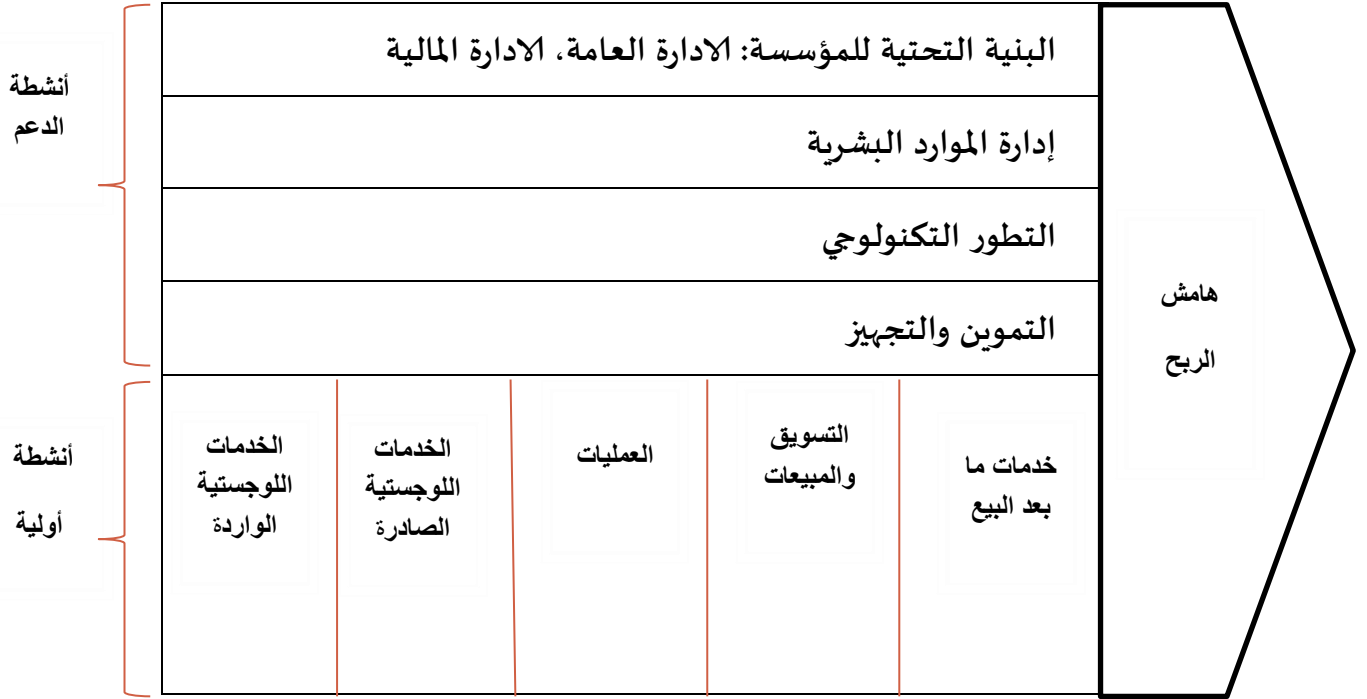 البنية التحتية للمؤسسة: الادارة العامة، الادارة المالية
إدارة الموارد البشرية
التطور التكنولوجي
التموين والتجهيز
أنشطة
الدعم
هامش
الربح
أنشطة
أولية
الخدمات
اللوجستية
الواردة
الخدمات
اللوجستية
الصادرة
العمليات
التسويق
والمبيعات
خدمات ما
بعد البيع